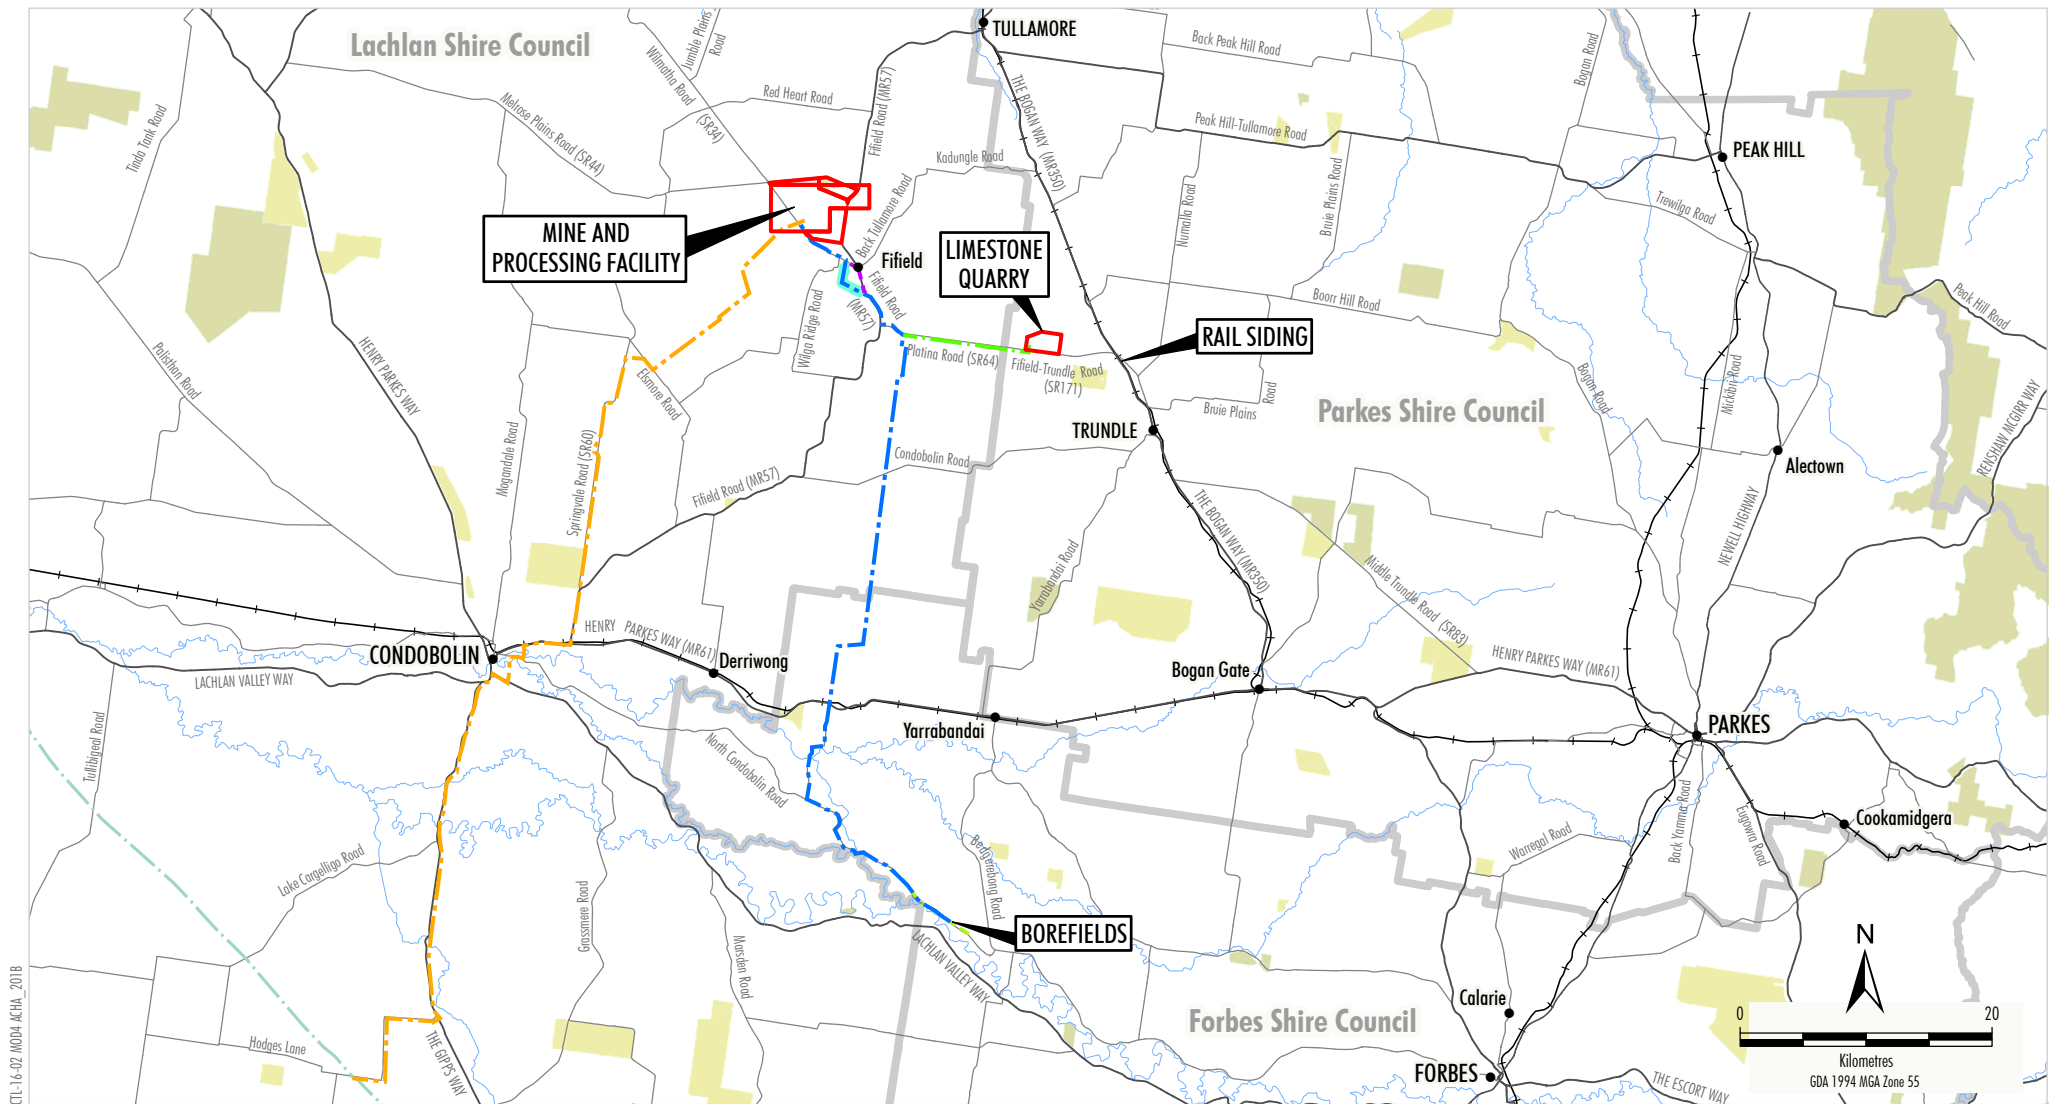 Lachlan Shire Council
TULLAMORE
Jumble Plains
Road
Wilmatha Road
(SR34)
Back Peak Hill Road
Bogan Road
Red Heart Road
Fifield Road (MR57)
THE BOGAN WAY (MR350)
Melrose Plains Road (SR44)
Tinda Tank Road
Peak Hill-Tullamore Road
PEAK HILL
Kadungle Road
Back Tullamore Road
Numalla Road
Bruie Plains Road
Trewilga Road
MINE AND
PROCESSING FACILITY
LIMESTONE
QUARRY
Fifield
Fifield Road
(MR57)
Wilga Ridge Road
Boorr Hill Road
Peak Hill Road
RAIL SIDING
Platina Road (SR64)
Fifield-Trundle Road
(SR171)
Palisthan Road
HENRY PARKES WAY
Elsmore Road
Bruie Plains
Road
Bogan Road
Mickibri Road
RENSHAW MCGIRR WAY
Parkes Shire Council
TRUNDLE
Alectown
Mogandale Road
Springvale Road (SR60)
Condobolin Road
Fifield Road (MR57)
THE BOGAN WAY (MR350)
NEWELL HIGHWAY
Yarrabandai Road
Middle Trundle Road (SR83)
HENRY PARKES WAY (MR61)
CONDOBOLIN
Derriwong
LACHLAN VALLEY WAY
Bogan Gate
HENRY PARKES WAY (MR61)
Yarrabandai
PARKES
Tullibigeal Road
North Condobolin Road
Back Yamma Road
Eugowra Road
Cookamidgera
Warregal Road
Lake Cargelligo Road
Bedgerebong Road
Grassmere Road
Marsden Road
BOREFIELDS
LACHLAN VALLEY WAY
N
Forbes Shire Council
Calarie
0
20
Kilometres
GDA 1994 MGA Zone 55
Hodges Lane
THE GIPPS WAY
FORBES
THE ESCORT WAY
CTL-16-02 MOD4 ACHA_201B